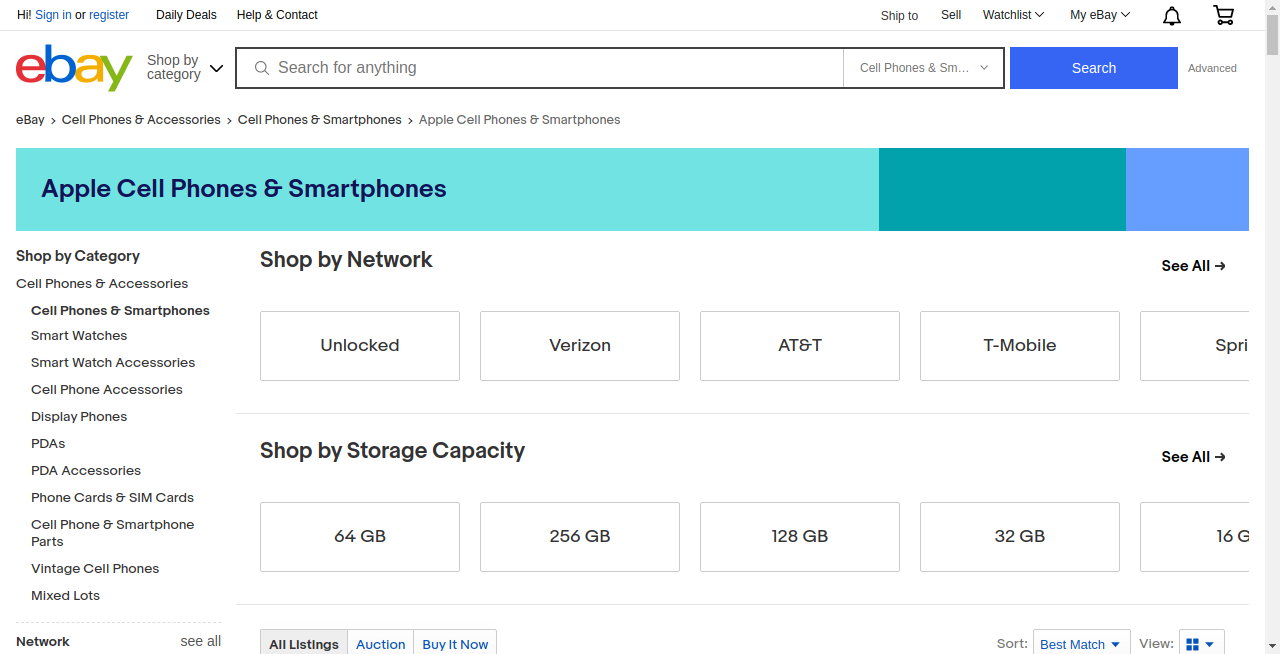 Hi! Sign in or register Daily Deals Help & Contact Ship to Sell Watchlist My eBay
ebay Shop by category Search for anything Cell Phones & Sm... Search Advanced
eBay > Cell Phones & Accessories > Cell Phones & Smartphones > Apple Cell Phones & Smartphones
Apple Cell Phones & Smartphones
Shop by Category
Cell Phones & Accessories
Cell Phones & Smartphones
Smart Watches
Smart Watch Accessories
Cell Phone Accessories
Display Phones
PDAs
PDA Accessories
Phone Cards & SIM Cards
Cell Phone & Smartphone
Parts
Vintage Cell Phones
Mixed Lots
Network see all
Shop by Network See All →
Unlocked Verizon AT&T T-Mobile Spri
Shop by Storage Capacity See All →
64 GB 256 GB 128 GB 32 GB 16 G
All Listings Auction Buy It Now Sort: Best Match View: